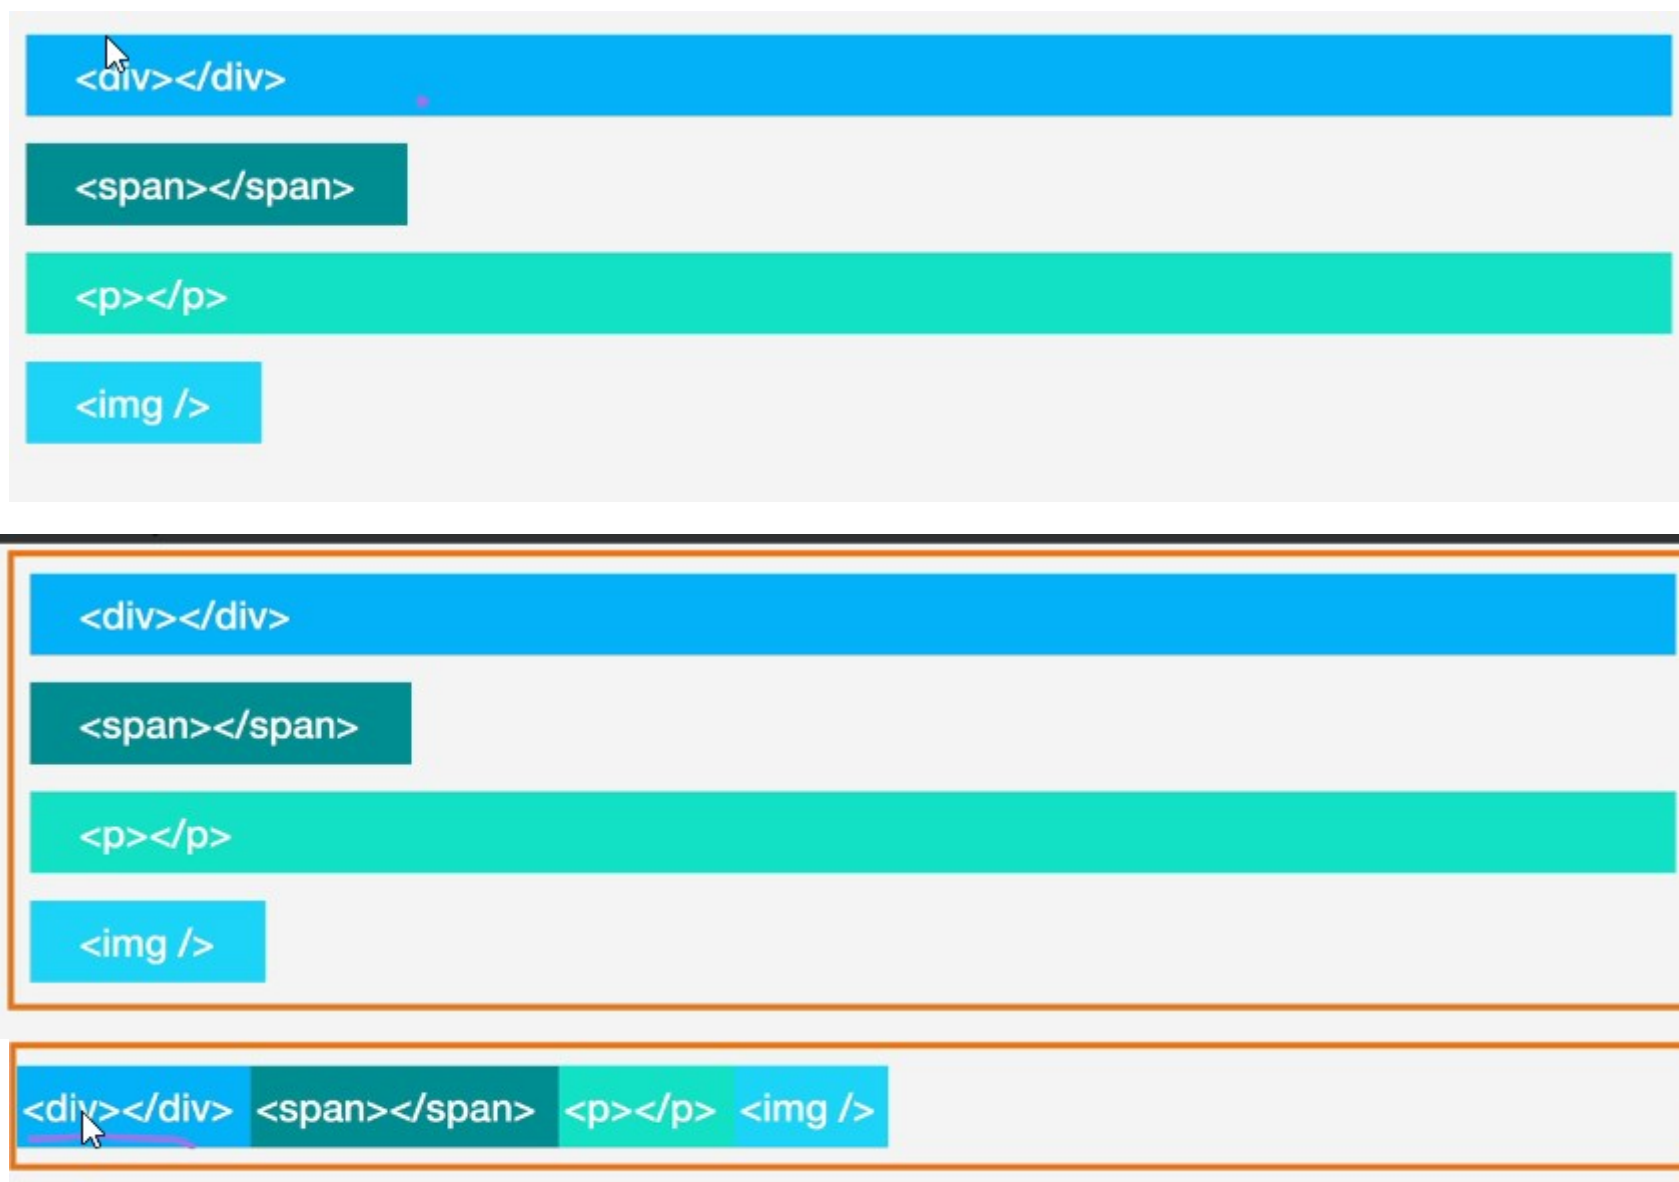 <div></div>
<span></span>
<p></p>
<img />
<div></div>
<span></span>
<p></p>
<img />
<div></div> <span></span> <p></p> <img />